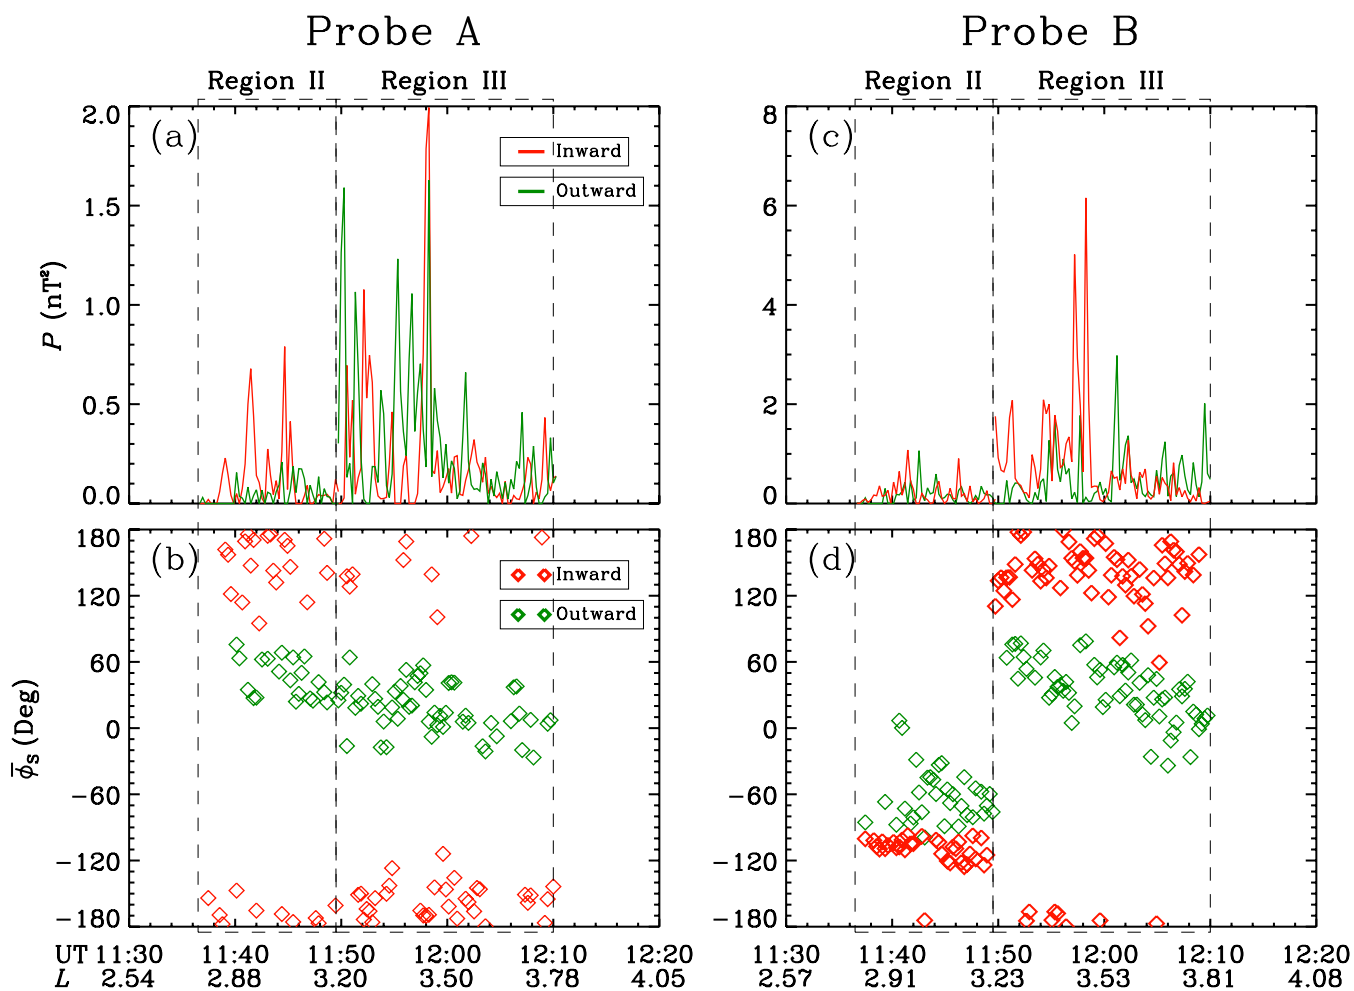 Probe A
Probe B
Region II
Region III
Region II
Region III
(a)
Inward
Outward
2.0
1.5
1.0
0.5
0.0
P (nT²)
(c)
8
6
4
2
0
(b)
Inward
Outward
180
120
60
0
−60
−120
−180
ϕ̅s (Deg)
(d)
180
120
60
0
−60
−120
−180
UT 11:30 11:40 11:50 12:00 12:10 12:20
L 2.54 2.88 3.20 3.50 3.78 4.05
11:30 11:40 11:50 12:00 12:10 12:20
2.57 2.91 3.23 3.53 3.81 4.08